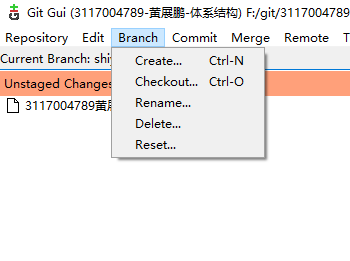 Git Gui (3117004789-黄展鹏-体系结构) F:/git/3117004789
Repository Edit Branch Commit Merge Remote
Current Branch: shi
Create... Ctrl-N
Unstaged Changes
Checkout... Ctrl-O
3117004789黄展
Rename...
Delete...
Reset...